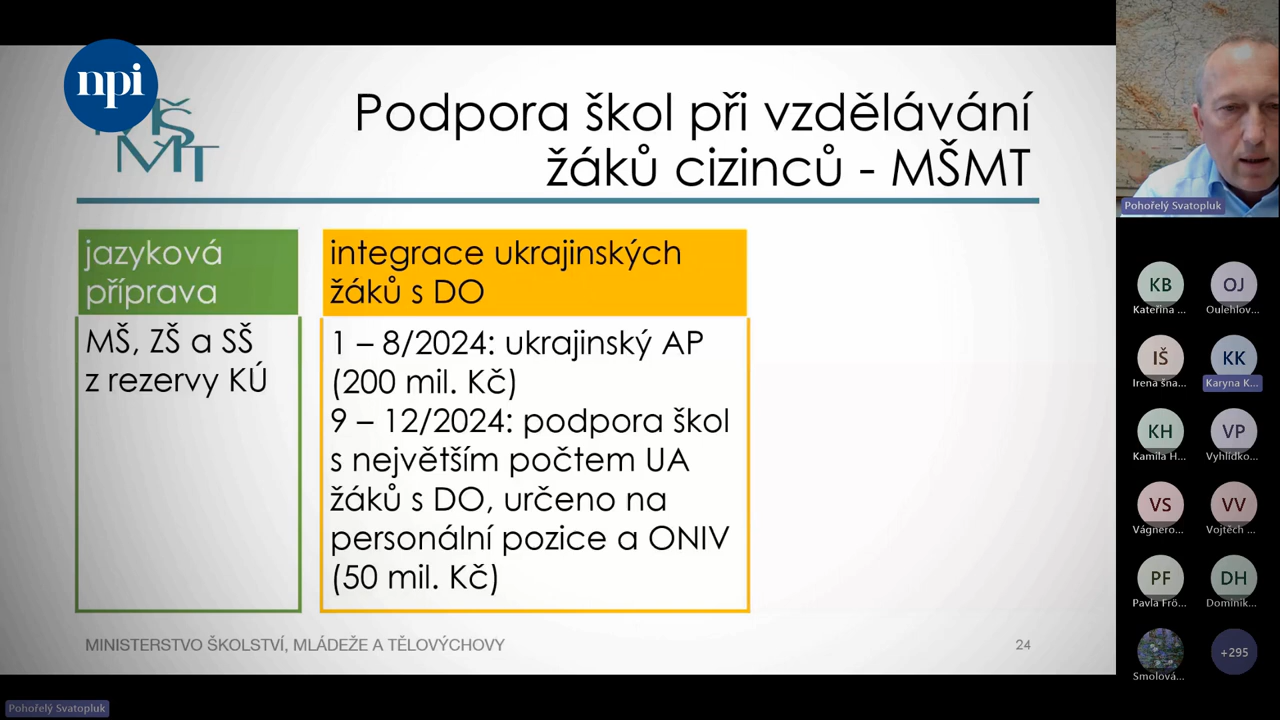 npi
MŠMT
Podpora škol při vzdělávání
žáků cizinců - MŠMT
jazyková
příprava
MŠ, ZŠ a SŠ
z rezervy KÚ
integrace ukrajinských
žáků s DO
1 – 8/2024: ukrajinský AP
(200 mil. Kč)
9 – 12/2024: podpora škol
s největším počtem UA
žáků s DO, určeno na
personální pozice a ONIV
(50 mil. Kč)
MINISTERSTVO ŠKOLSTVÍ, MLÁDEŽE A TĚLOVÝCHOVY
24
Pohořelý Svatopluk
KB
Kateřina ...
OJ
Oulehlov...
IŠ
Irena šna...
KK
Karyna K...
KH
Kamila H...
VP
Vyhlídko...
VS
Vágnero...
VV
Vojtěch ...
PF
Pavla Frö...
DH
Dominik...
Smolová...
+295
Pohořelý Svatopluk